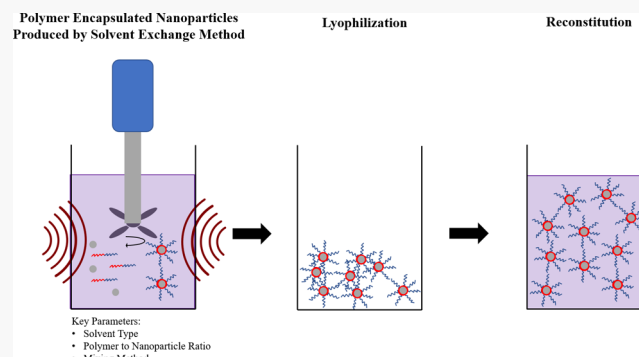 Polymer Encapsulated Nanoparticles
Produced by Solvent Exchange Method
Lyophilization
Reconstitution
Key Parameters:
• Solvent Type
• Polymer to Nanoparticle Ratio